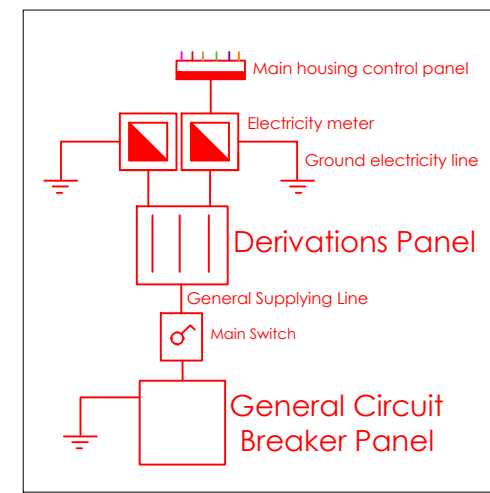 Main housing control panel
Electricity meter
Ground electricity line
Derivations Panel
General Supplying Line
Main Switch
General Circuit
Breaker Panel